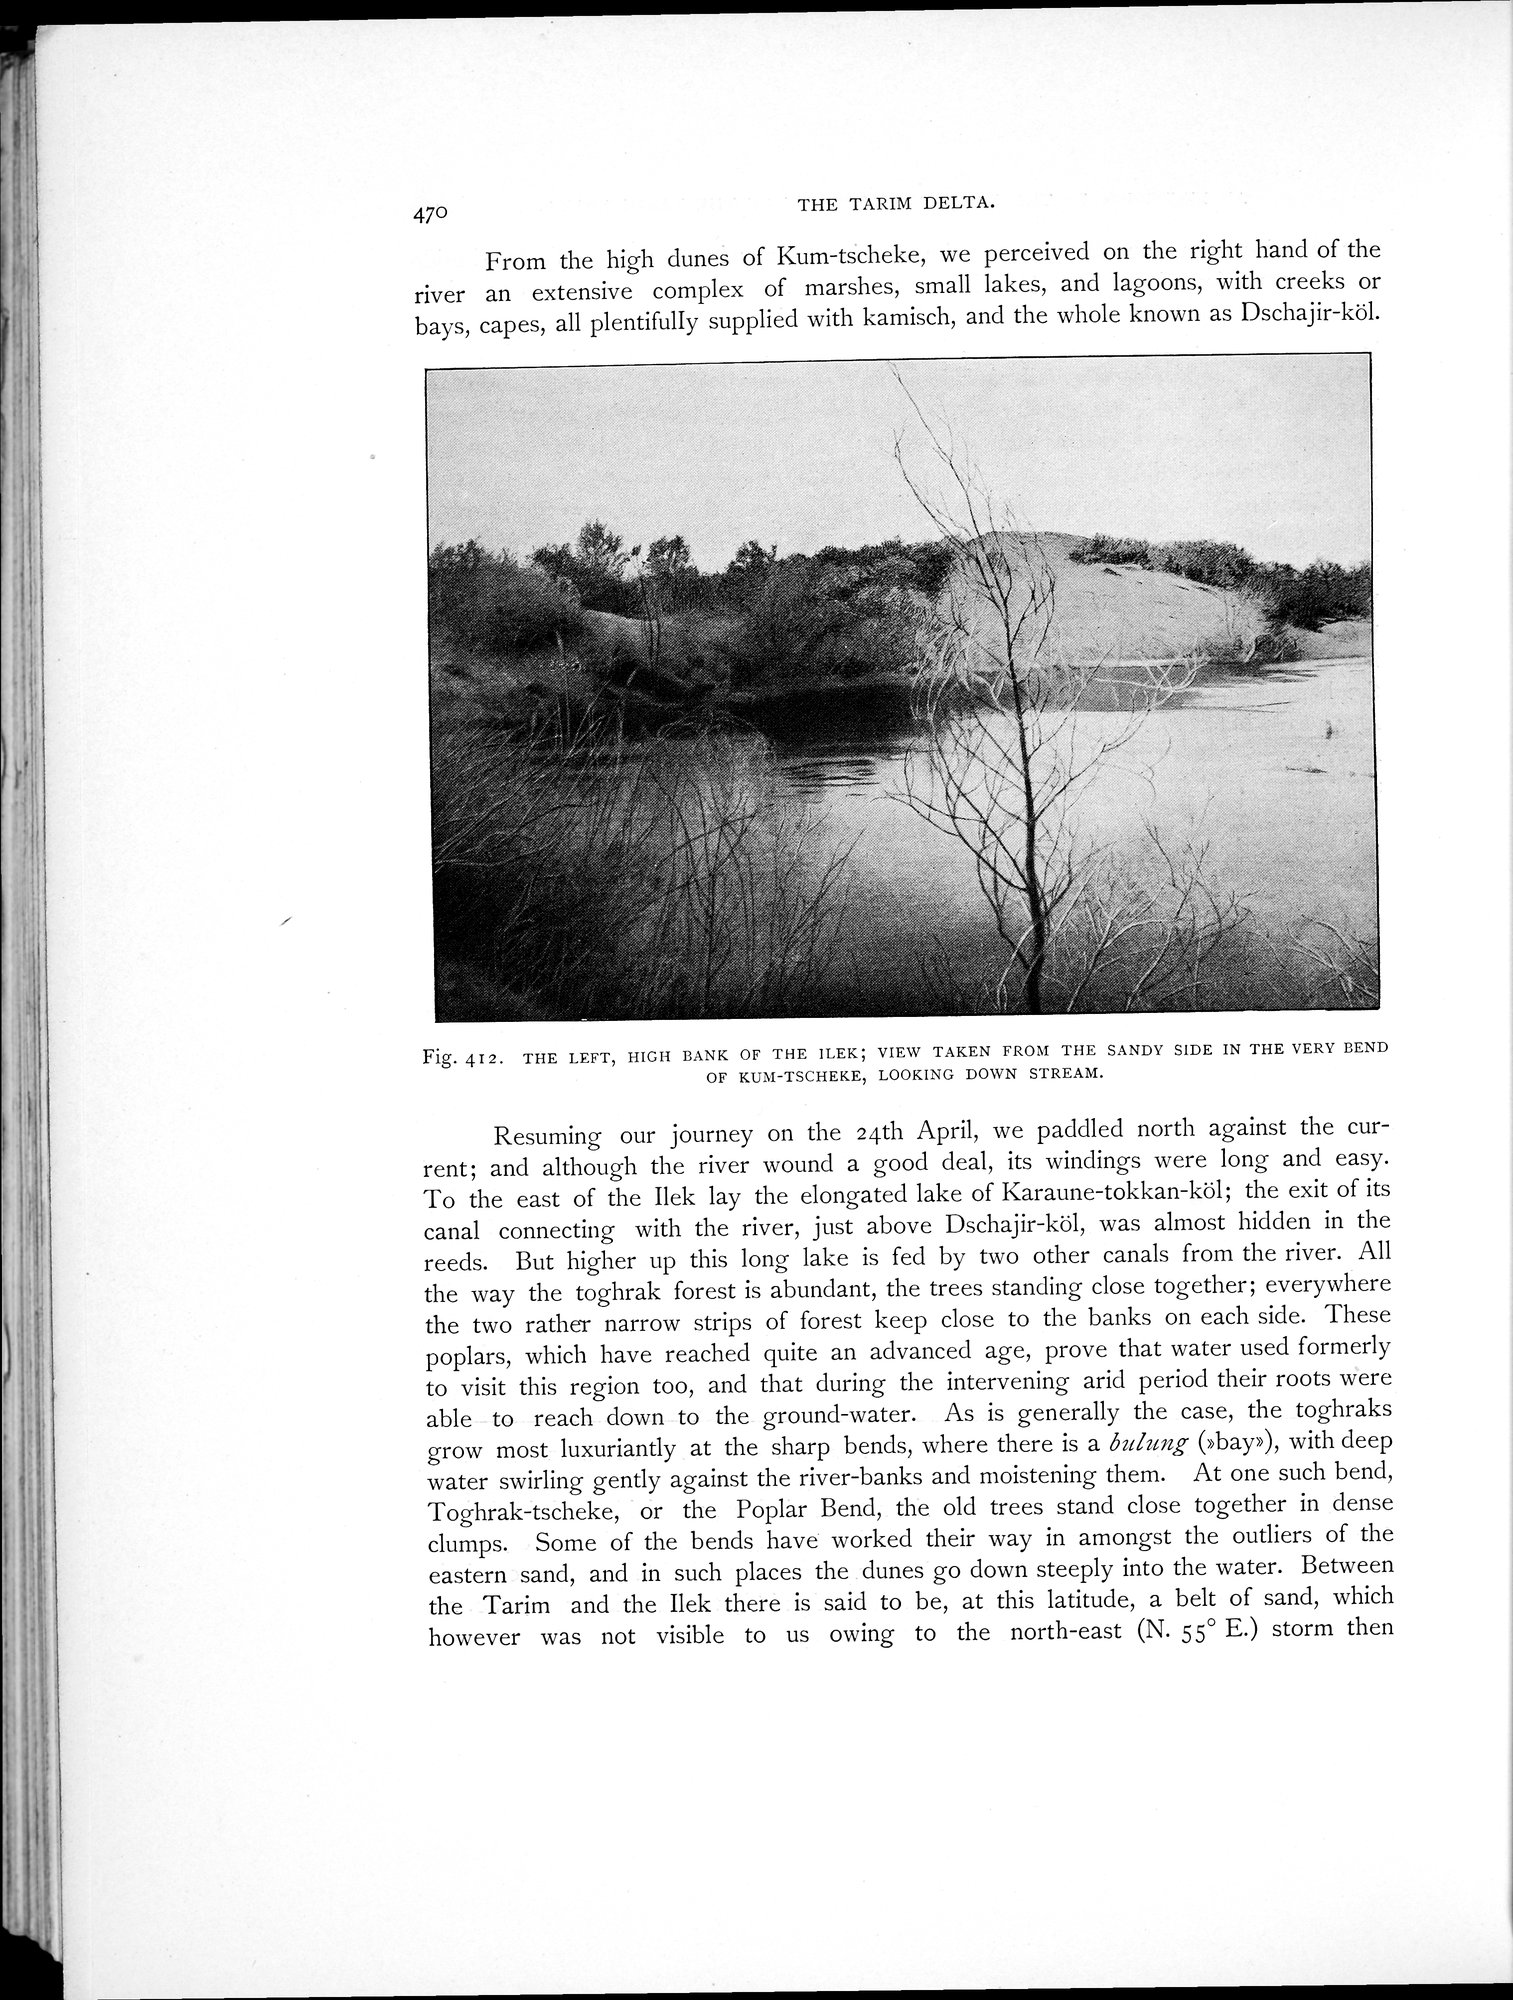 470
THE TARIM DELTA.
From the high dunes of Kum-tscheke, we perceived on the right hand of the
river an extensive complex of marshes, small lakes, and lagoons, with creeks or
bays, capes, all plentifully supplied with kamisch, and the whole known as Dschajir-köl.
Fig. 412. THE LEFT, HIGH BANK OF THE ILEK; VIEW TAKEN FROM THE SANDY SIDE IN THE VERY BEND
OF KUM-TSCHEKE, LOOKING DOWN STREAM.
Resuming our journey on the 24th April, we paddled north against the cur-
rent; and although the river wound a good deal, its windings were long and easy.
To the east of the Ilek lay the elongated lake of Karaune-tokkan-köl; the exit of its
canal connecting with the river, just above Dschajir-köl, was almost hidden in the
reeds. But higher up this long lake is fed by two other canals from the river. All
the way the toghrak forest is abundant, the trees standing close together; everywhere
the two rather narrow strips of forest keep close to the banks on each side. These
poplars, which have reached quite an advanced age, prove that water used formerly
to visit this region too, and that during the intervening arid period their roots were
able to reach down to the ground-water. As is generally the case, the toghraks
grow most luxuriantly at the sharp bends, where there is a bulung (»bay»), with deep
water swirling gently against the river-banks and moistening them. At one such bend,
Toghrak-tscheke, or the Poplar Bend, the old trees stand close together in dense
clumps. Some of the bends have worked their way in amongst the outliers of the
eastern sand, and in such places the dunes go down steeply into the water. Between
the Tarim and the Ilek there is said to be, at this latitude, a belt of sand, which
however was not visible to us owing to the north-east (N. 55° E.) storm then